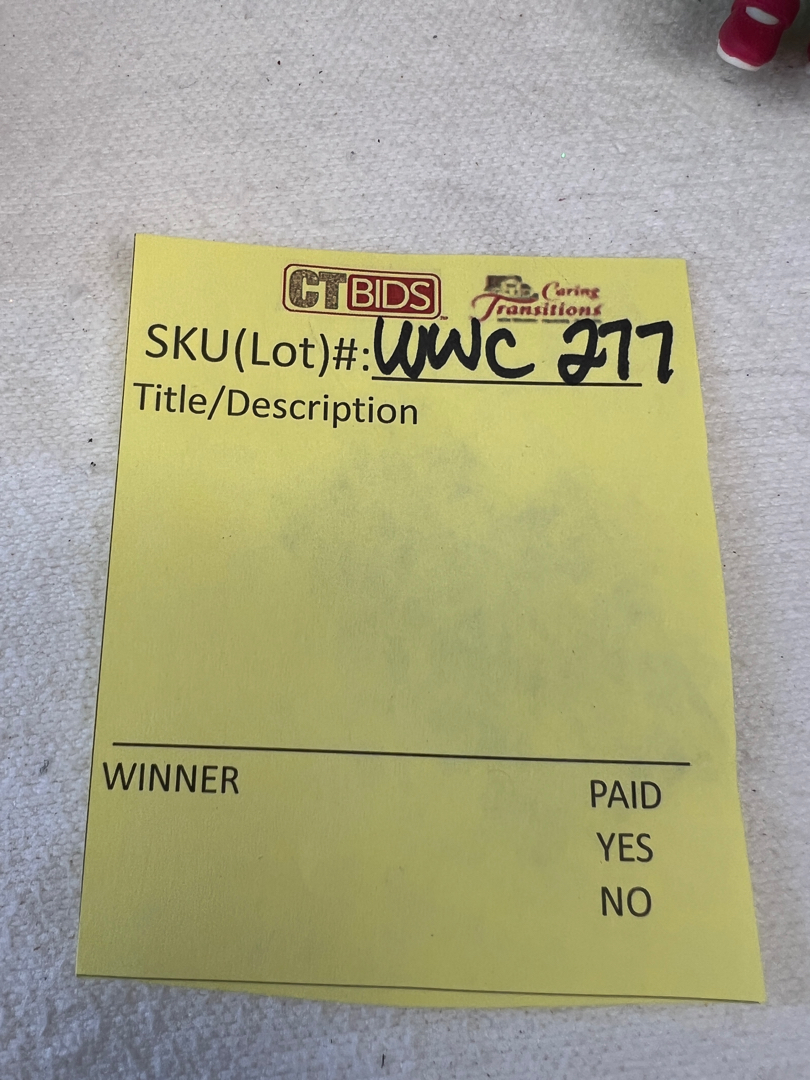 CTBIDS
Caring
Transitions
SKU(Lot)#: WWC 277
Title/Description
WINNER
PAID
YES
NO